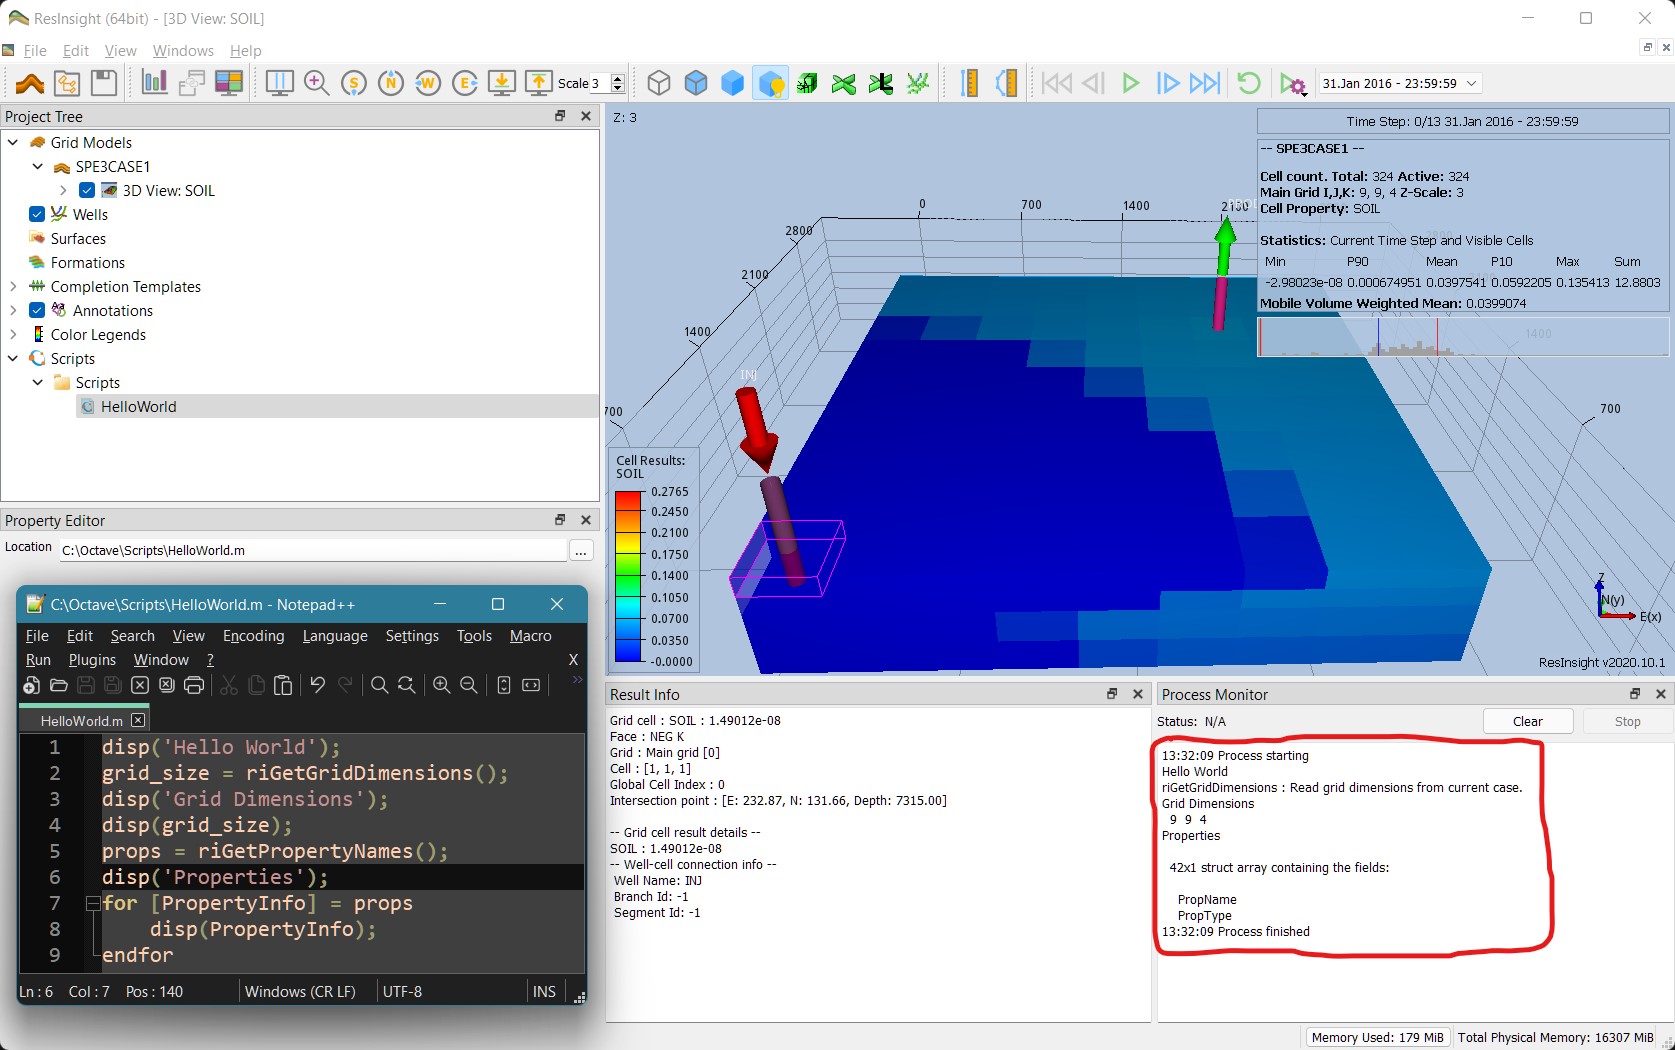 ResInsight (64bit) - [3D View: SOIL]
File Edit View Windows Help
Scale 3
31.Jan 2016 - 23:59:59
Project Tree
Grid Models
SPE3CASE1
3D View: SOIL
Wells
Surfaces
Formations
Completion Templates
Annotations
Color Legends
Scripts
Scripts
HelloWorld
Property Editor
Location C:\Octave\Scripts\HelloWorld.m ...
C:\Octave\Scripts\HelloWorld.m - Notepad++
File Edit Search View Encoding Language Settings Tools Macro
Run Plugins Window ? X
HelloWorld.m
1 disp('Hello World');
2 grid_size = riGetGridDimensions();
3 disp('Grid Dimensions');
4 disp(grid_size);
5 props = riGetPropertyNames();
6 disp('Properties');
7 for [PropertyInfo] = props
8 disp(PropertyInfo);
9 endfor
Ln : 6 Col : 7 Pos : 140 Windows (CR LF) UTF-8 INS
Z: 3
Time Step: 0/13 31.Jan 2016 - 23:59:59
-- SPE3CASE1 --
Cell count. Total: 324 Active: 324
Main Grid I,J,K: 9, 9, 4 Z-Scale: 3
Cell Property: SOIL
Statistics: Current Time Step and Visible Cells
Min P90 Mean P10 Max Sum
-2.98023e-08 0.000674951 0.0397541 0.0592205 0.135413 12.8803
Mobile Volume Weighted Mean: 0.0399074
0 700 1400 2100
2800
2100
1400
700
2800
2100
1400
700
PROD
INJ
Cell Results:
SOIL
0.2765
0.2450
0.2100
0.1750
0.1400
0.1050
0.0700
0.0350
-0.0000
Z
N(y)
E(x)
ResInsight v2020.10.1
Result Info
Grid cell : SOIL : 1.49012e-08
Face : NEG K
Grid : Main grid [0]
Cell : [1, 1, 1]
Global Cell Index : 0
Intersection point : [E: 232.87, N: 131.66, Depth: 7315.00]
-- Grid cell result details --
SOIL : 1.49012e-08
-- Well-cell connection info --
Well Name: INJ
Branch Id: -1
Segment Id: -1
Process Monitor
Status: N/A Clear Stop
13:32:09 Process starting
Hello World
riGetGridDimensions : Read grid dimensions from current case.
Grid Dimensions
9 9 4
Properties
42x1 struct array containing the fields:
PropName
PropType
13:32:09 Process finished
Memory Used: 179 MiB Total Physical Memory: 16307 MiB